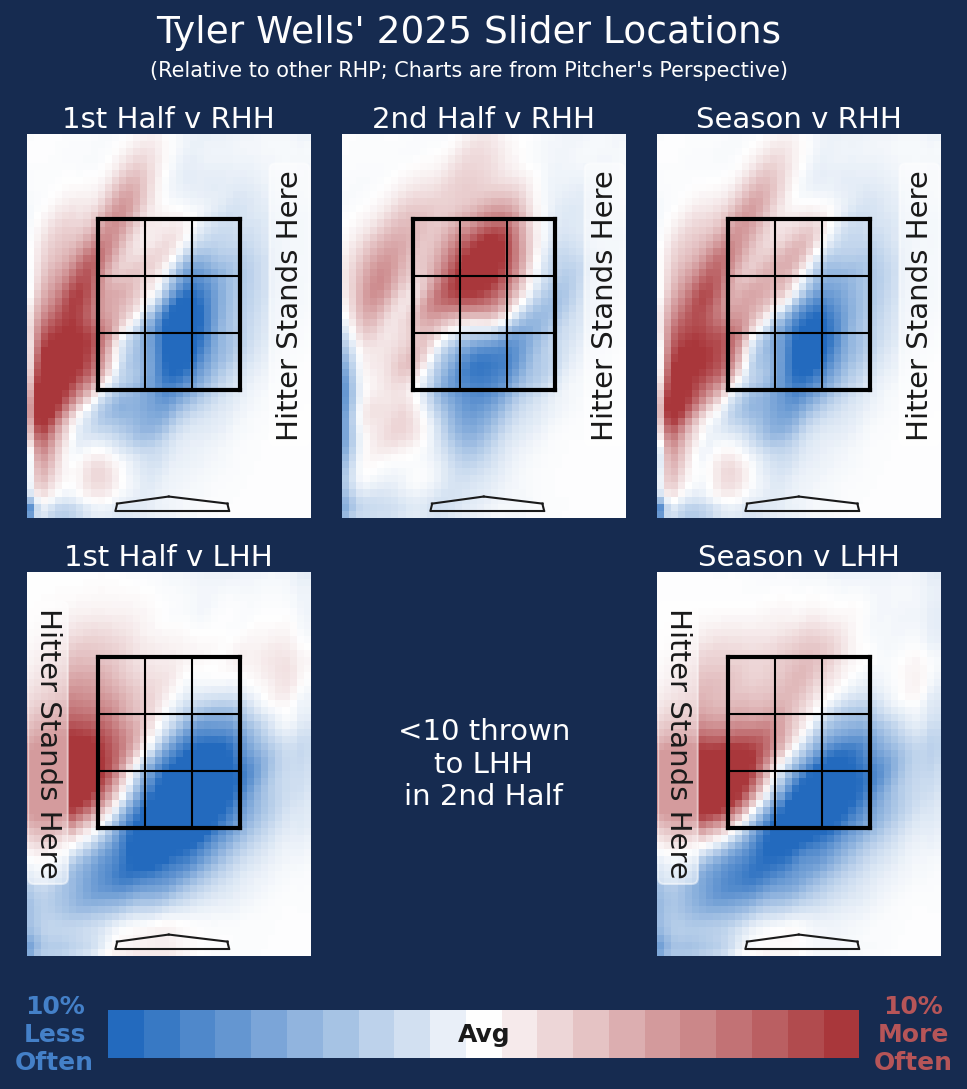 Tyler Wells' 2025 Slider Locations
(Relative to other RHP; Charts are from Pitcher's Perspective)
1st Half v RHH
2nd Half v RHH
Season v RHH
Hitter Stands Here
Hitter Stands Here
Hitter Stands Here
1st Half v LHH
Season v LHH
Hitter Stands Here
<10 thrown
to LHH
in 2nd Half
Hitter Stands Here
10%
Less
Often
Avg
10%
More
Often